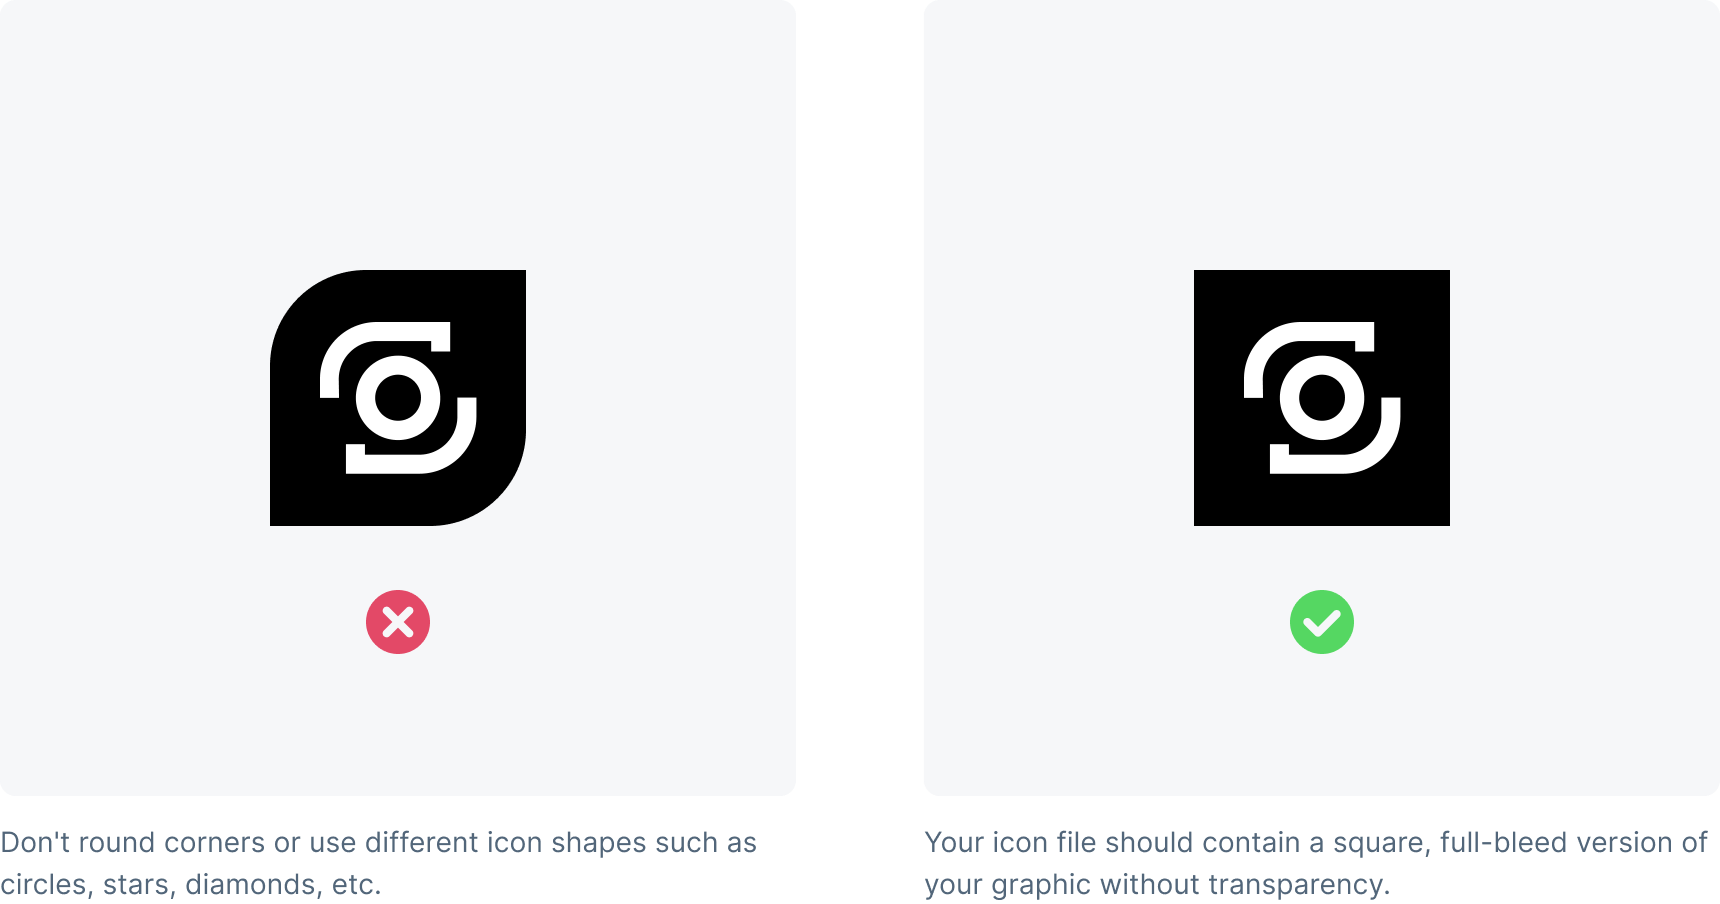 Don't round corners or use different icon shapes such as
circles, stars, diamonds, etc.
Your icon file should contain a square, full-bleed version of
your graphic without transparency.